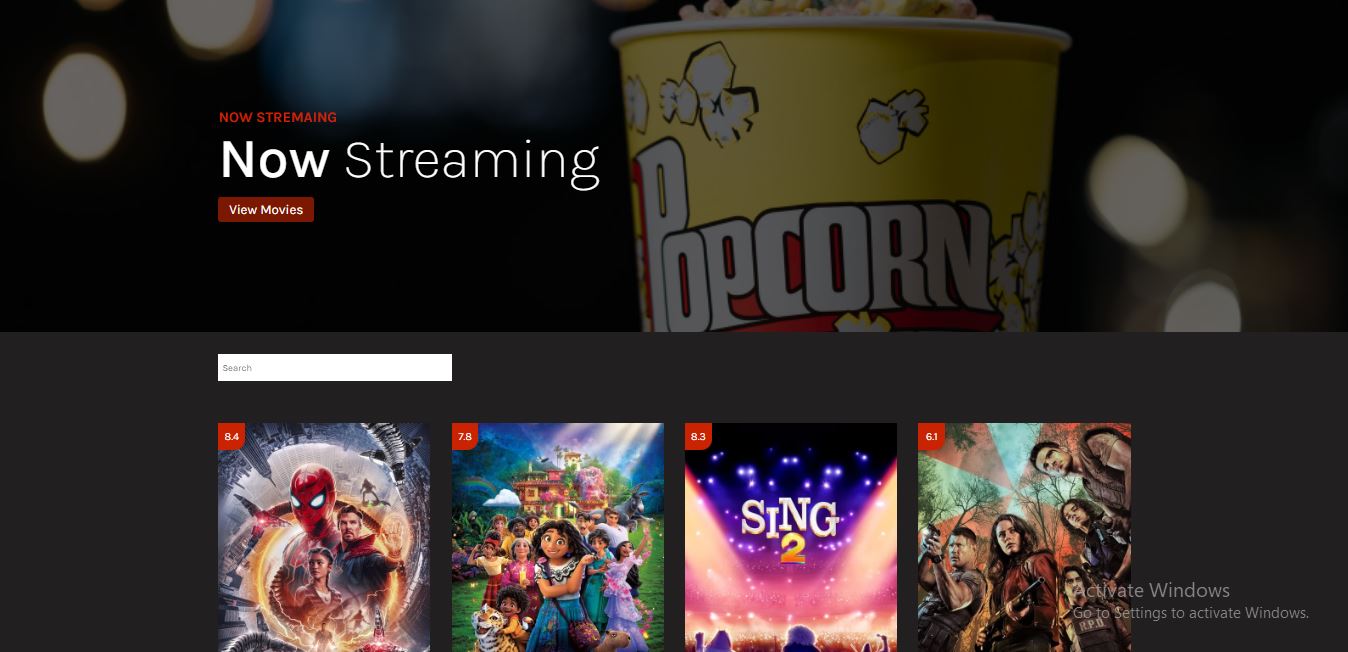 NOW STREMAING
Now Streaming
View Movies
POPCORN
Search
8.4
7.8
8.3
6.1
SING
2
R.P.D
Activate Windows
Go to Settings to activate Windows.